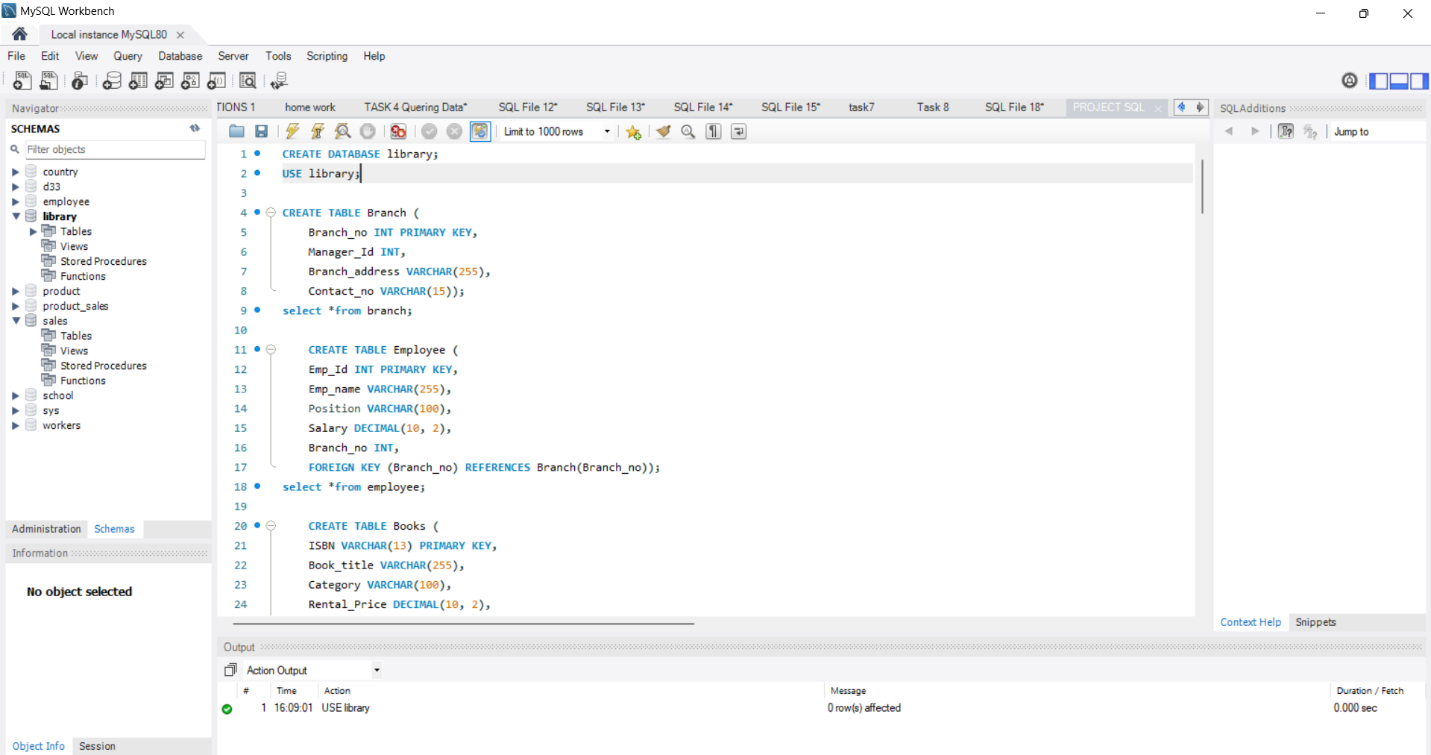 MySQL Workbench
Local instance MySQL80
File Edit View Query Database Server Tools Scripting Help
Navigator
SCHEMAS
Filter objects
country
d33
employee
library
Tables
Views
Stored Procedures
Functions
product
product_sales
sales
Tables
Views
Stored Procedures
Functions
school
sys
workers
Administration Schemas
Information
No object selected
Object Info Session
TIONS 1 home work TASK 4 Quering Data* SQL File 12* SQL File 13* SQL File 14* SQL File 15* task7 Task 8 SQL File 18* PROJECT SQL
Limit to 1000 rows
1 CREATE DATABASE library;
2 USE library;
3
4 CREATE TABLE Branch (
5 Branch_no INT PRIMARY KEY,
6 Manager_Id INT,
7 Branch_address VARCHAR(255),
8 Contact_no VARCHAR(15));
9 select *from branch;
10
11 CREATE TABLE Employee (
12 Emp_Id INT PRIMARY KEY,
13 Emp_name VARCHAR(255),
14 Position VARCHAR(100),
15 Salary DECIMAL(10, 2),
16 Branch_no INT,
17 FOREIGN KEY (Branch_no) REFERENCES Branch(Branch_no));
18 select *from employee;
19
20 CREATE TABLE Books (
21 ISBN VARCHAR(13) PRIMARY KEY,
22 Book_title VARCHAR(255),
23 Category VARCHAR(100),
24 Rental_Price DECIMAL(10, 2),
SQLAdditions
Jump to
Context Help Snippets
Output
Action Output
# Time Action Message Duration / Fetch
1 16:09:01 USE library 0 row(s) affected 0.000 sec